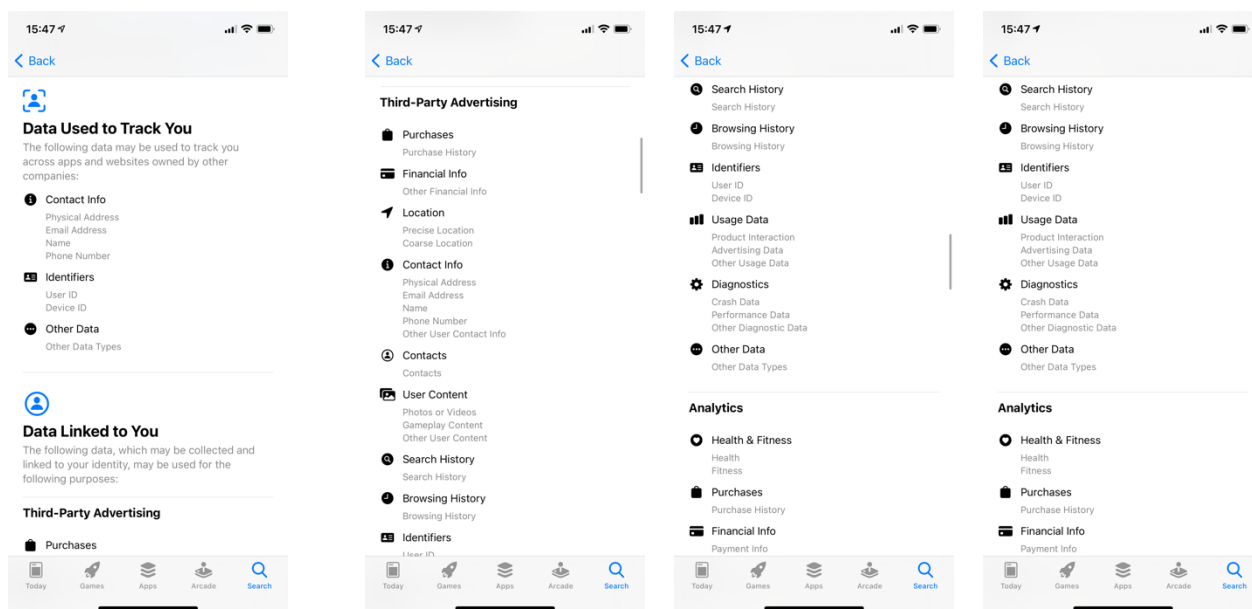 15:47
Back
Data Used to Track You
The following data may be used to track you
across apps and websites owned by other
companies:
Contact Info
Physical Address
Email Address
Name
Phone Number
Identifiers
User ID
Device ID
Other Data
Other Data Types
Data Linked to You
The following data, which may be collected and
linked to your identity, may be used for the
following purposes:
Third-Party Advertising
Purchases
Today Games Apps Arcade Search
15:47
Back
Third-Party Advertising
Purchases
Purchase History
Financial Info
Other Financial Info
Location
Precise Location
Coarse Location
Contact Info
Physical Address
Email Address
Name
Phone Number
Other User Contact Info
Contacts
Contacts
User Content
Photos or Videos
Gameplay Content
Other User Content
Search History
Search History
Browsing History
Browsing History
Identifiers
User ID
Today Games Apps Arcade Search
15:47
Back
Search History
Search History
Browsing History
Browsing History
Identifiers
User ID
Device ID
Usage Data
Product Interaction
Advertising Data
Other Usage Data
Diagnostics
Crash Data
Performance Data
Other Diagnostic Data
Other Data
Other Data Types
Analytics
Health & Fitness
Health
Fitness
Purchases
Purchase History
Financial Info
Payment Info
Today Games Apps Arcade Search
15:47
Back
Search History
Search History
Browsing History
Browsing History
Identifiers
User ID
Device ID
Usage Data
Product Interaction
Advertising Data
Other Usage Data
Diagnostics
Crash Data
Performance Data
Other Diagnostic Data
Other Data
Other Data Types
Analytics
Health & Fitness
Health
Fitness
Purchases
Purchase History
Financial Info
Payment Info
Today Games Apps Arcade Search